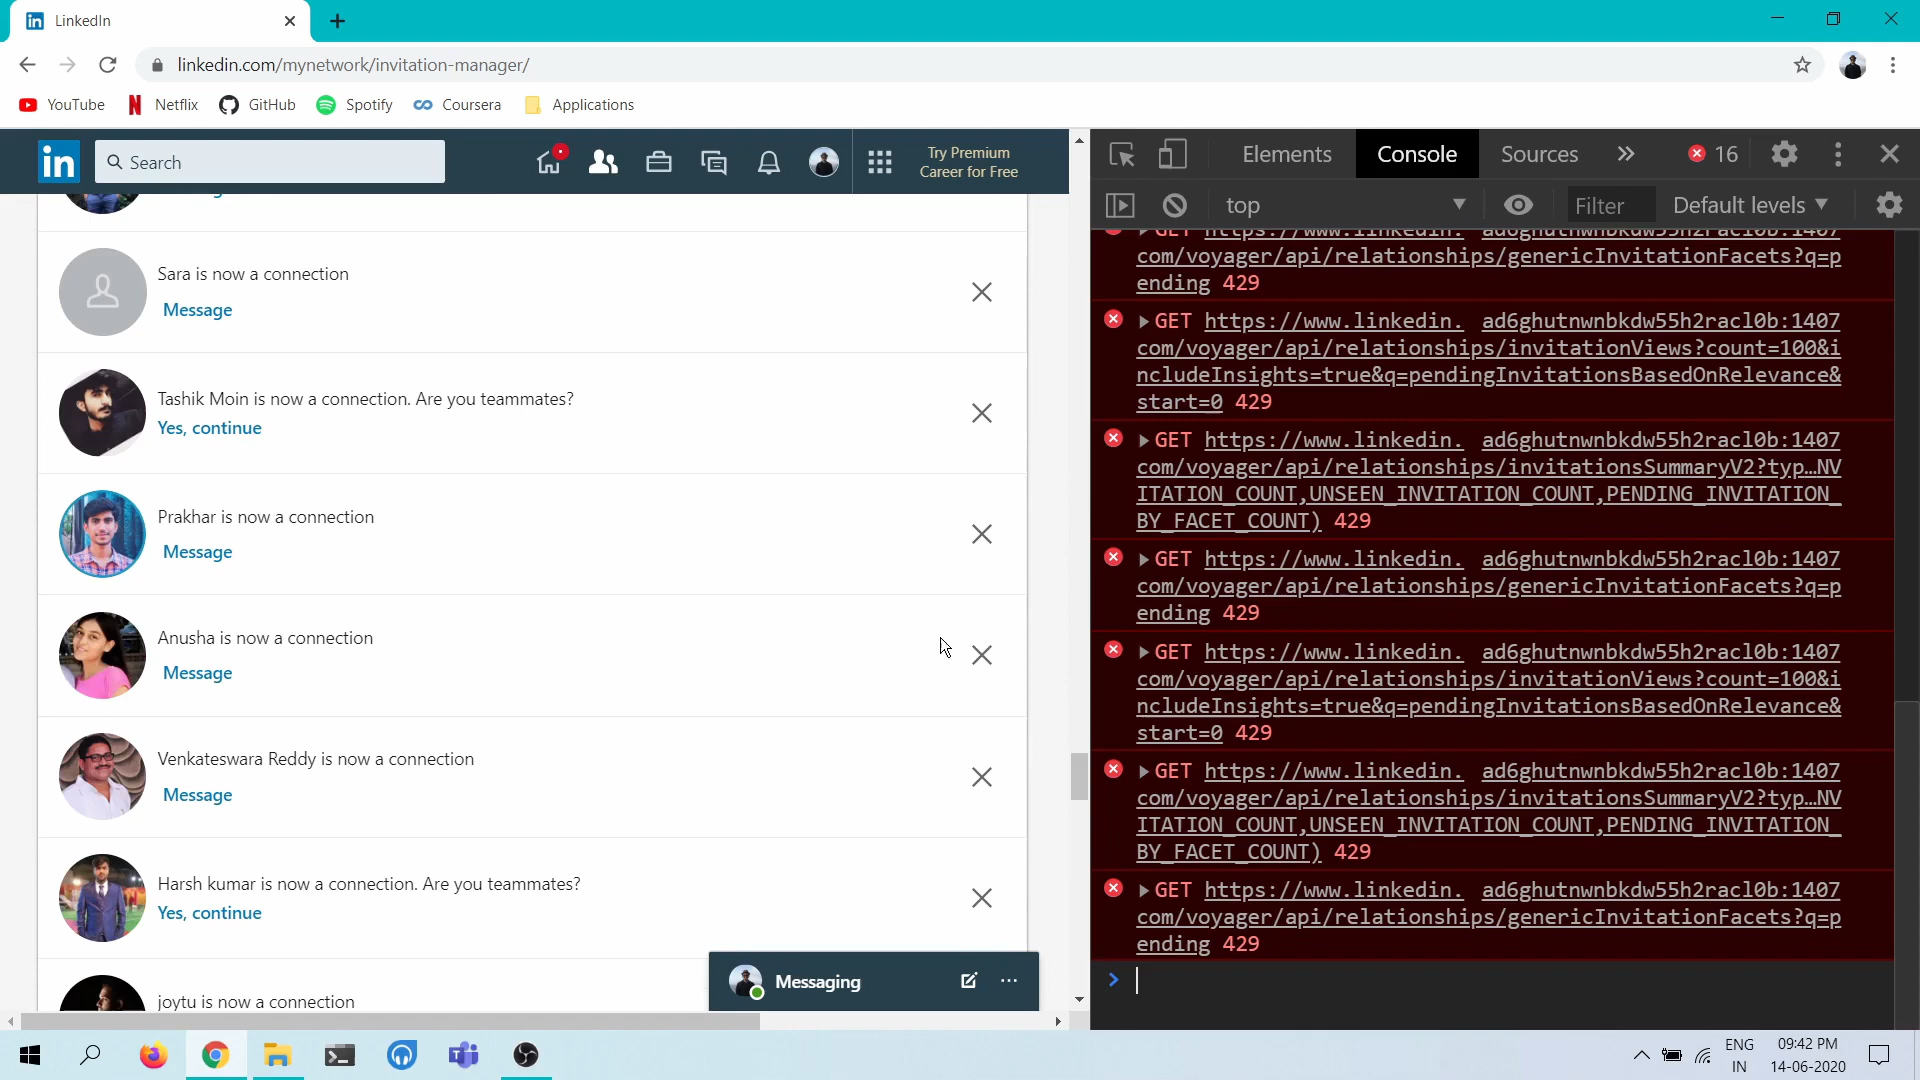 LinkedIn
linkedin.com/mynetwork/invitation-manager/
YouTube Netflix GitHub Spotify Coursera Applications
in Search Try Premium
Career for Free
Sara is now a connection
Message
Tashik Moin is now a connection. Are you teammates?
Yes, continue
Prakhar is now a connection
Message
Anusha is now a connection
Message
Venkateswara Reddy is now a connection
Message
Harsh kumar is now a connection. Are you teammates?
Yes, continue
joytu is now a connection
Messaging
Elements Console Sources 16
top Filter Default levels
GET https://www.linkedin. ad6ghutnwnbkdw55h2racl0b:1407
com/voyager/api/relationships/genericInvitationFacets?q=p
ending 429
GET https://www.linkedin. ad6ghutnwnbkdw55h2racl0b:1407
com/voyager/api/relationships/invitationViews?count=100&i
ncludeInsights=true&q=pendingInvitationsBasedOnRelevance&
start=0 429
GET https://www.linkedin. ad6ghutnwnbkdw55h2racl0b:1407
com/voyager/api/relationships/invitationsSummaryV2?typ…NV
ITATION_COUNT,UNSEEN_INVITATION_COUNT,PENDING_INVITATION_
BY_FACET_COUNT) 429
GET https://www.linkedin. ad6ghutnwnbkdw55h2racl0b:1407
com/voyager/api/relationships/genericInvitationFacets?q=p
ending 429
GET https://www.linkedin. ad6ghutnwnbkdw55h2racl0b:1407
com/voyager/api/relationships/invitationViews?count=100&i
ncludeInsights=true&q=pendingInvitationsBasedOnRelevance&
start=0 429
GET https://www.linkedin. ad6ghutnwnbkdw55h2racl0b:1407
com/voyager/api/relationships/invitationsSummaryV2?typ…NV
ITATION_COUNT,UNSEEN_INVITATION_COUNT,PENDING_INVITATION_
BY_FACET_COUNT) 429
GET https://www.linkedin. ad6ghutnwnbkdw55h2racl0b:1407
com/voyager/api/relationships/genericInvitationFacets?q=p
ending 429
ENG 09:42 PM
IN 14-06-2020